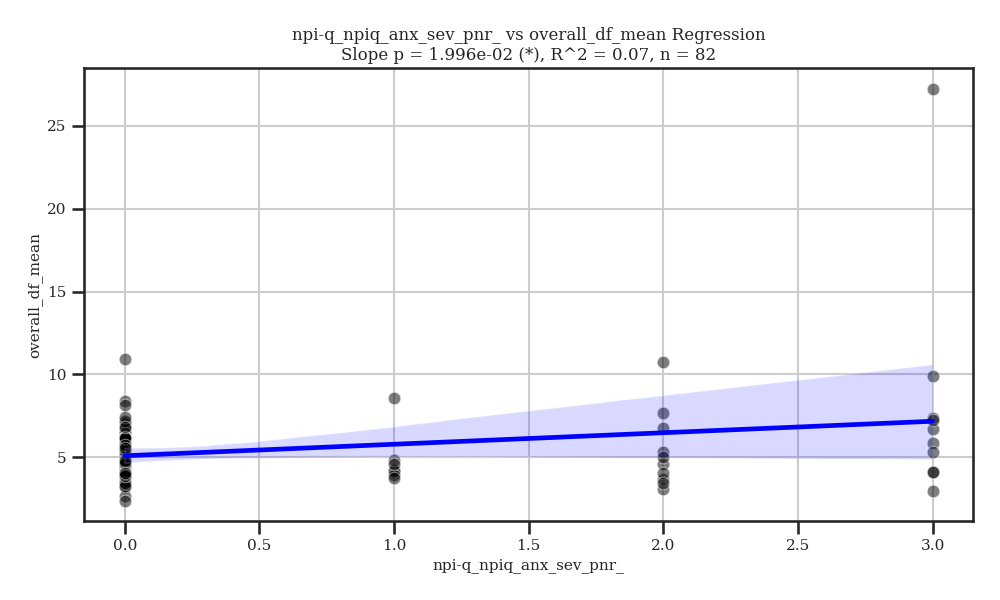 npi-q_npiq_anx_sev_pnr_ vs overall_df_mean Regression
Slope p = 1.996e-02 (*), R^2 = 0.07, n = 82
overall_df_mean
25
20
15
10
5
0.0 0.5 1.0 1.5 2.0 2.5 3.0
npi-q_npiq_anx_sev_pnr_